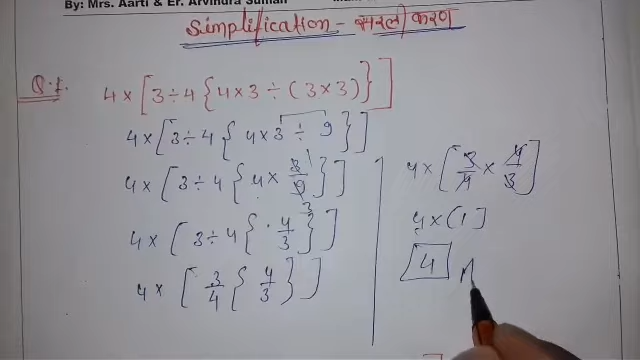 By: Mrs. Aarti & Er. Arvindra Suman
Simplification - सरलीकरण
Q.1. 4 × [3 ÷ 4 {4 × 3 ÷ (3 × 3)}]
4 × [3 ÷ 4 {4 × 3 ÷ 9}]
4 × [3 ÷ 4 {4 × 3/9}]
1
3
4 × [3 ÷ 4 {4/3}]
4 × [3/4 {4/3}]
4 × [3/4 × 4/3]
4 × [1]
4